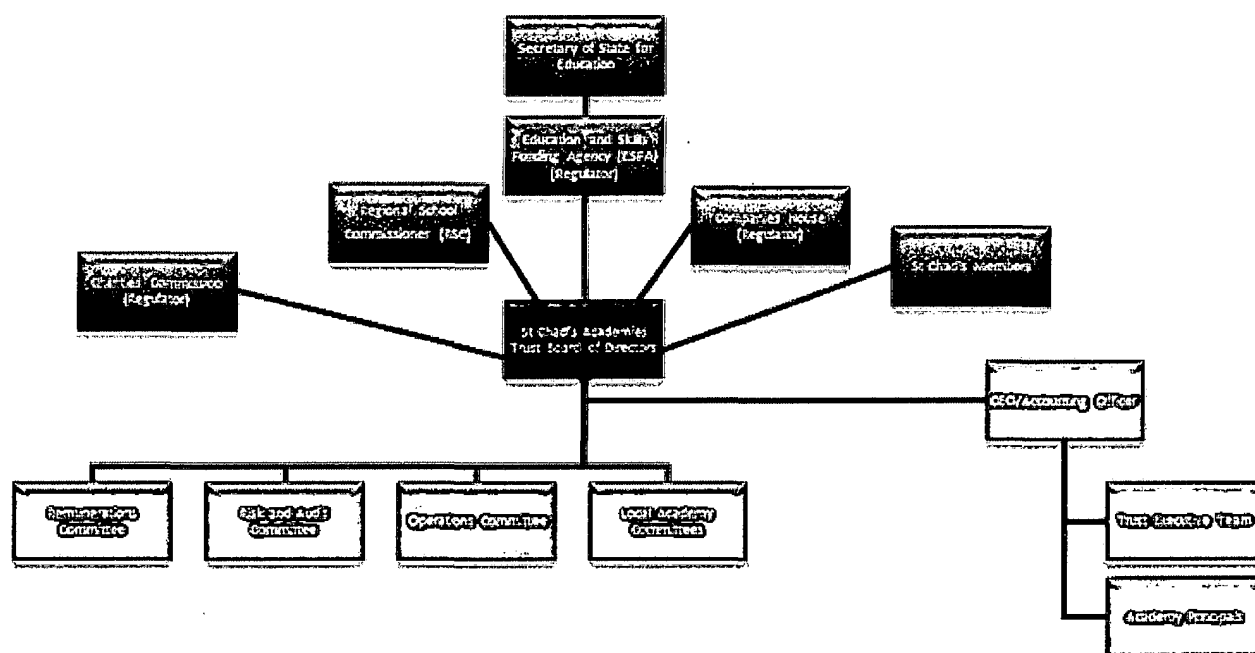 Secretary of State for
Education
Education and Skills
Funding Agency (ESFA)
(Regulator)
Regional School
Commissioner (RSC)
Companies House
(Regulator)
Charities Commission
(Regulator)
St Chad's Members
St Chad's Academies
Trust Board of Directors
CEO/Accounting Officer
Remunerations
Committee
Risk and Audit
Committee
Operations Committee
Local Academy
Committees
Trust Executive Team
Academy Principals